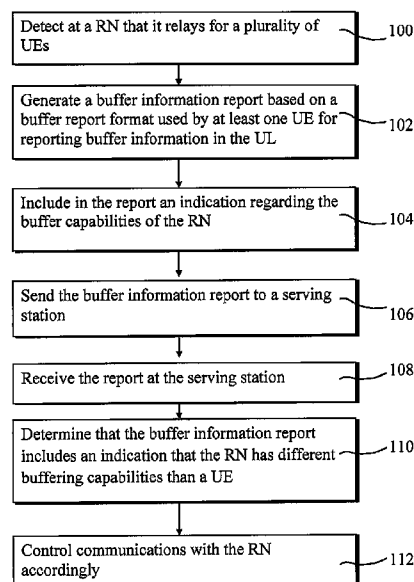 Detect at a RN that it relays for a plurality of
UEs
100
Generate a buffer information report based on a
buffer report format used by at least one UE for
reporting buffer information in the UL
102
Include in the report an indication regarding the
buffer capabilities of the RN
104
Send the buffer information report to a serving
station
106
Receive the report at the serving station
108
Determine that the buffer information report
includes an indication that the RN has different
buffering capabilities than a UE
110
Control communications with the RN
accordingly
112